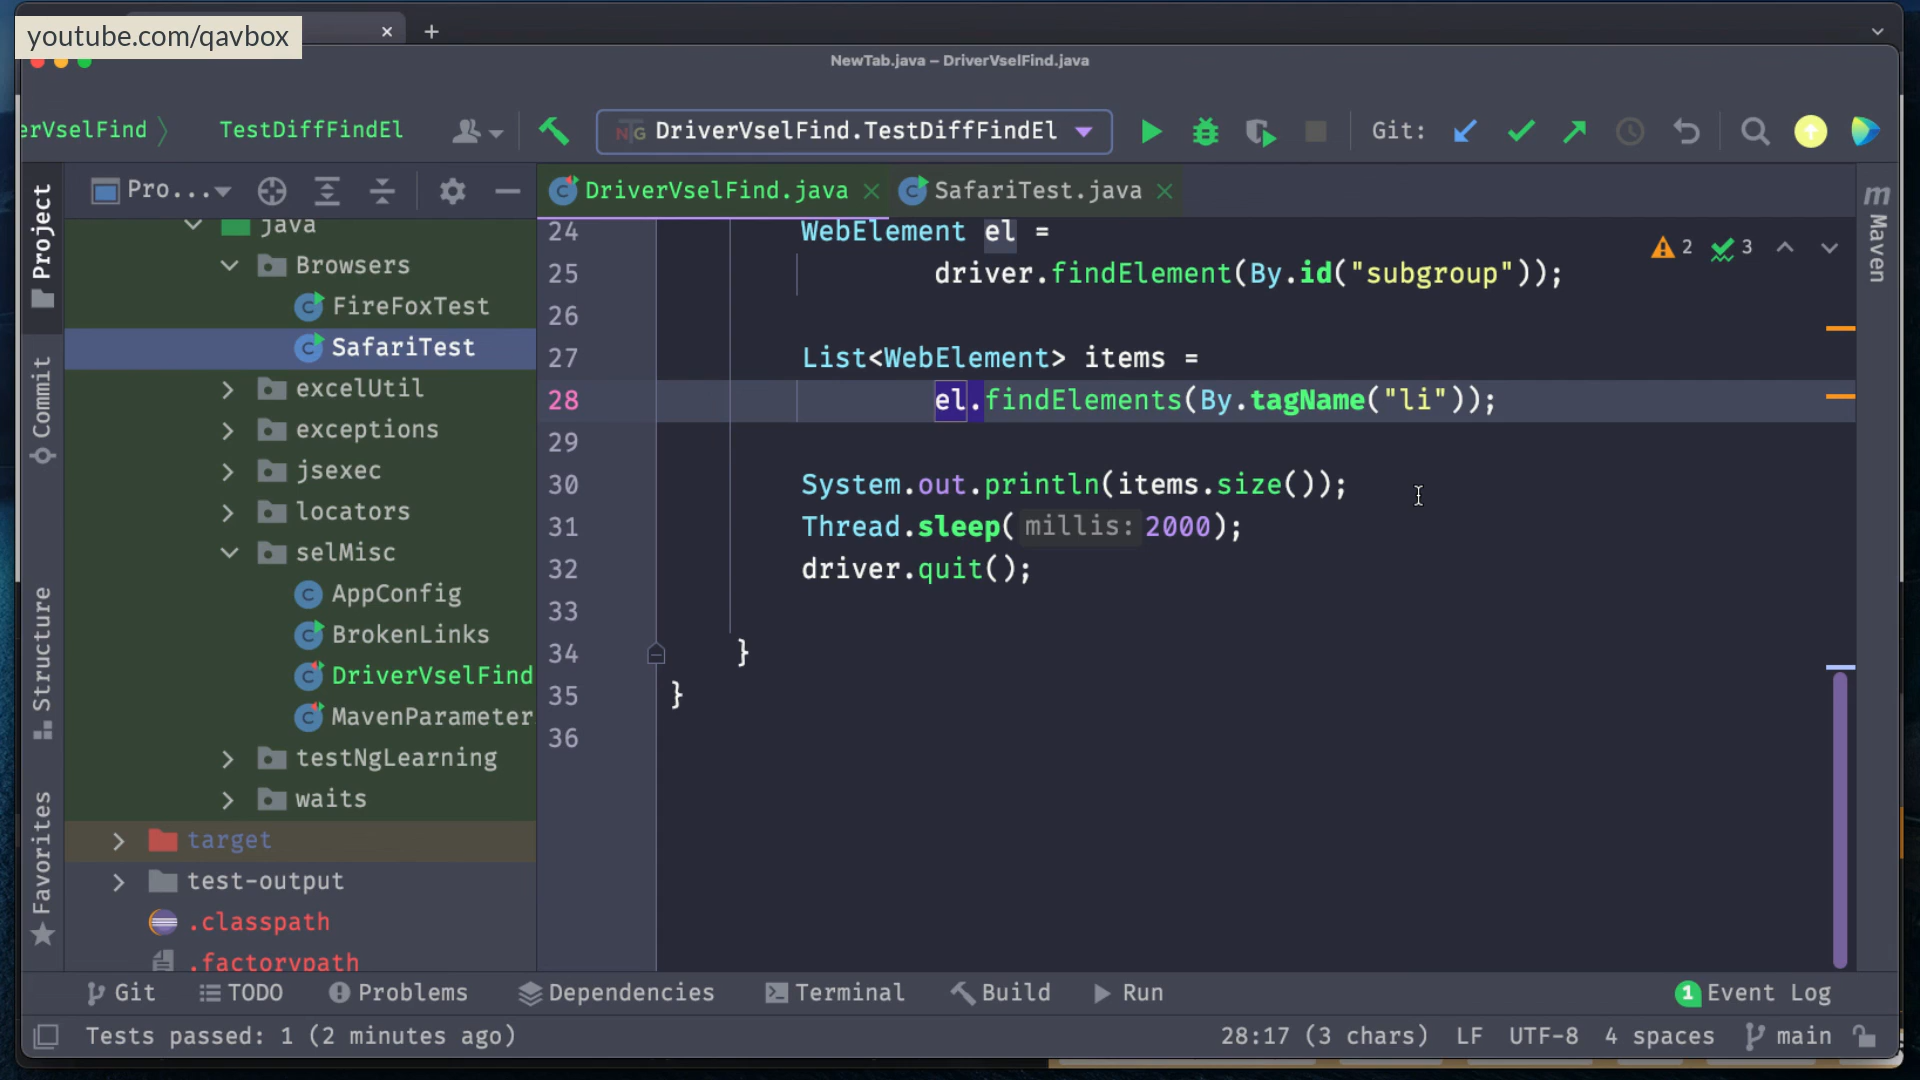 youtube.com/qavbox
NewTab.java – DriverVselFind.java
erVselFind
TestDiffFindEl
NG
DriverVselFind.TestDiffFindEl
Git:
Pro...
DriverVselFind.java
SafariTest.java
Project
Commit
Structure
Favorites
m Maven
java
Browsers
FireFoxTest
SafariTest
excelUtil
exceptions
jsexec
locators
selMisc
AppConfig
BrokenLinks
DriverVselFind
MavenParameter
testNgLearning
waits
target
test-output
.classpath
.factorypath
2 3
24 WebElement el =
25 driver.findElement(By.id("subgroup"));
26
27 List<WebElement> items =
28 el.findElements(By.tagName("li"));
29
30 System.out.println(items.size());
31 Thread.sleep( millis: 2000);
32 driver.quit();
33
34 }
35 }
36
Git TODO Problems Dependencies Terminal Build Run 1 Event Log
Tests passed: 1 (2 minutes ago) 28:17 (3 chars) LF UTF-8 4 spaces main